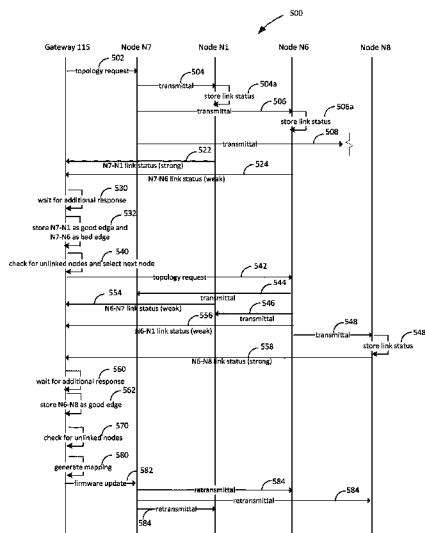 500
Gateway 115 Node N7 Node N1 Node N6 Node N8
502
topology request
504
transmittal
504a
store link status
506
transmittal
506a
store link status
508
transmittal
522
N7-N1 link status (strong)
524
N7-N6 link status (weak)
530
wait for additional response
532
store N7-N1 as good edge and
N7-N6 as bad edge
540
check for unlinked nodes and select next node
542
topology request
544
transmittal
554
N6-N7 link status (weak)
546
transmittal
556
N6-N1 link status (weak)
548
transmittal
548
store link status
558
N6-N8 link status (strong)
560
wait for additional response
562
store N6-N8 as good edge
570
check for unlinked nodes
580
generate mapping
582
firmware update
584
retransmittal
584
retransmittal
retransmittal
584